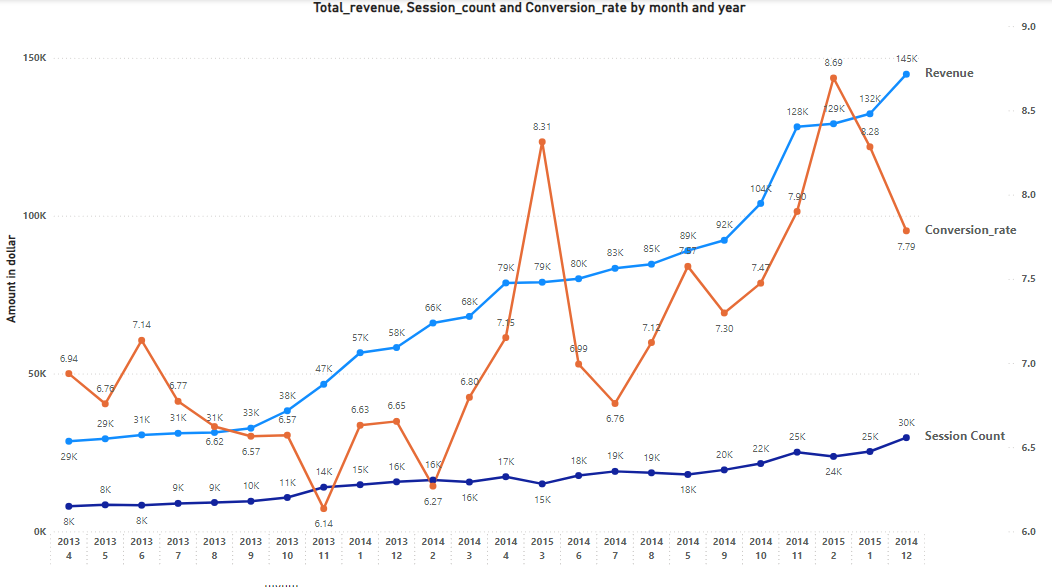 Total_revenue, Session_count and Conversion_rate by month and year
9.0
150K
8.69
145K
Revenue
132K
128K
129K
8.5
8.31
8.28
104K
7.90
8.0
100K
92K
89K
Conversion_rate
7.79
85K
83K
80K
79K
79K
7.57
7.47
7.5
68K
66K
7.15
7.14
7.12
7.30
58K
57K
6.99
7.0
6.94
50K
47K
6.80
6.77
6.76
6.76
38K
6.63
6.65
33K
31K
31K
31K
29K
29K
6.57
6.62
6.57
Session Count
30K
6.5
25K
25K
24K
22K
20K
19K
19K
18K
18K
17K
16K
16K
16K
15K
15K
14K
11K
10K
9K
9K
8K
8K
8K
6.27
6.14
0K
6.0
Amount in dollar
2013 2013 2013 2013 2013 2013 2013 2013 2014 2013 2014 2014 2014 2015 2014 2014 2014 2014 2014 2014 2014 2015 2015 2014
4 5 6 7 8 9 10 11 1 12 2 3 4 3 6 7 8 5 9 10 11 2 1 12